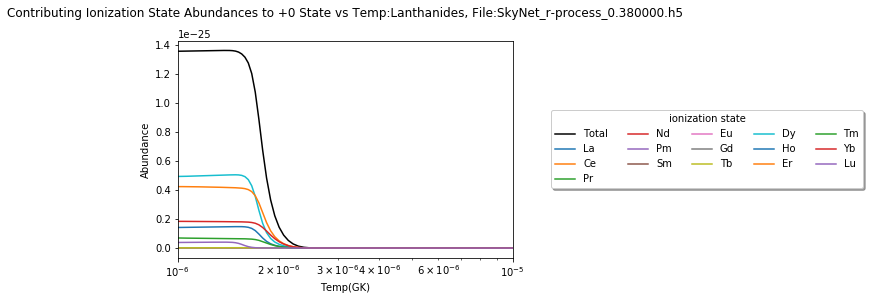 Contributing Ionization State Abundances to +0 State vs Temp:Lanthanides, File:SkyNet_r-process_0.380000.h5
1e−25
1.4
1.2
1.0
0.8
0.6
0.4
0.2
0.0
Abundance
10⁻⁶
2 × 10⁻⁶
3 × 10⁻⁶
4 × 10⁻⁶
6 × 10⁻⁶
10⁻⁵
Temp(GK)
ionization state
Total Nd Eu Dy Tm
La Pm Gd Ho Yb
Ce Sm Tb Er Lu
Pr